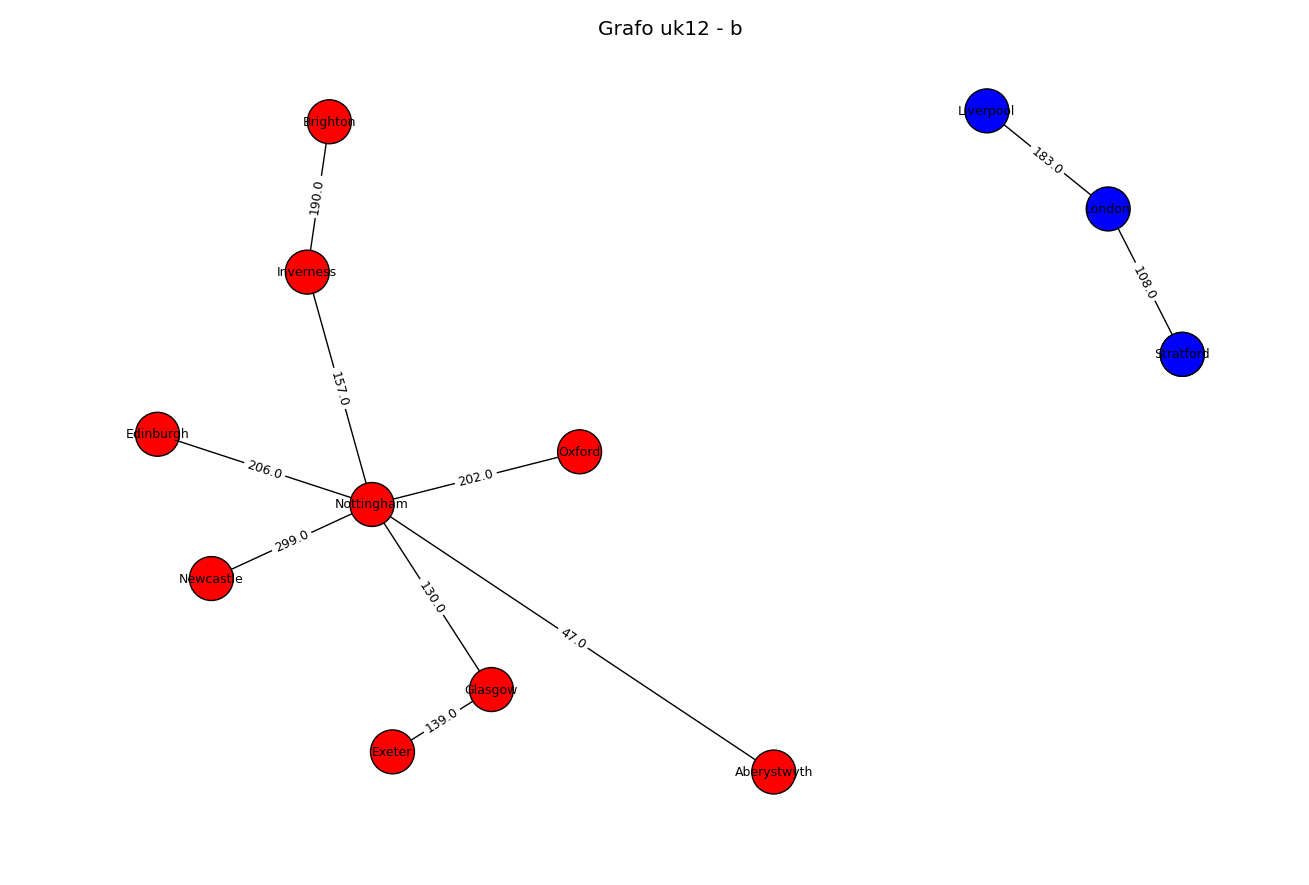 Grafo uk12 - b
Liverpool
Brighton
183.0
190.0
London
Inverness
108.0
Stratford
157.0
Edinburgh
Oxford
206.0
202.0
Nottingham
299.0
Newcastle
130.0
47.0
Glasgow
139.0
Exeter
Aberystwyth